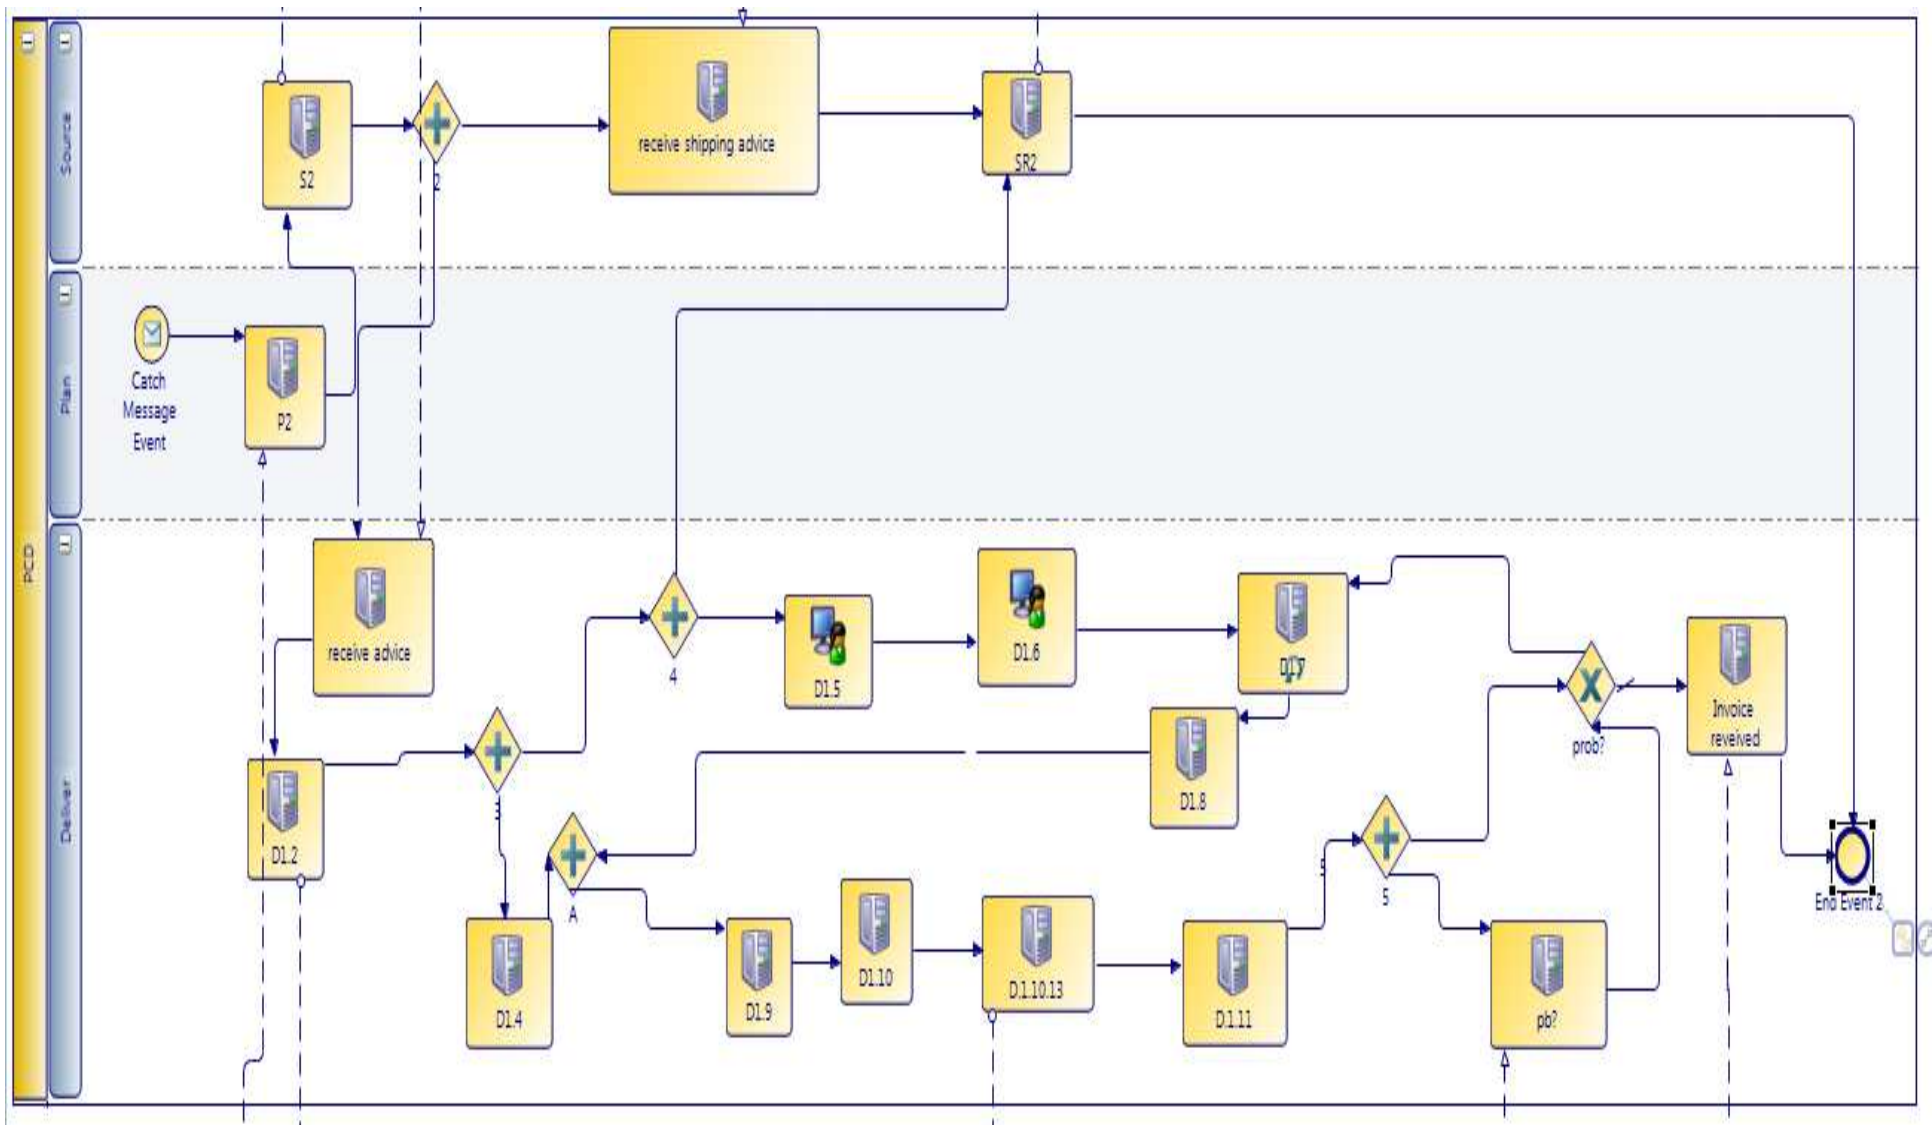 PCD
Source
S2
2
receive shipping advice
SR2
Plan
Catch
Message
Event
P2
Deliver
receive advice
D1.2
3
4
D1.5
D1.6
D1.8
prob?
Invoice
reveived
End Event 2
A
D1.4
D1.9
D1.10
D.1.10.13
D.1.11
5
5
pb?